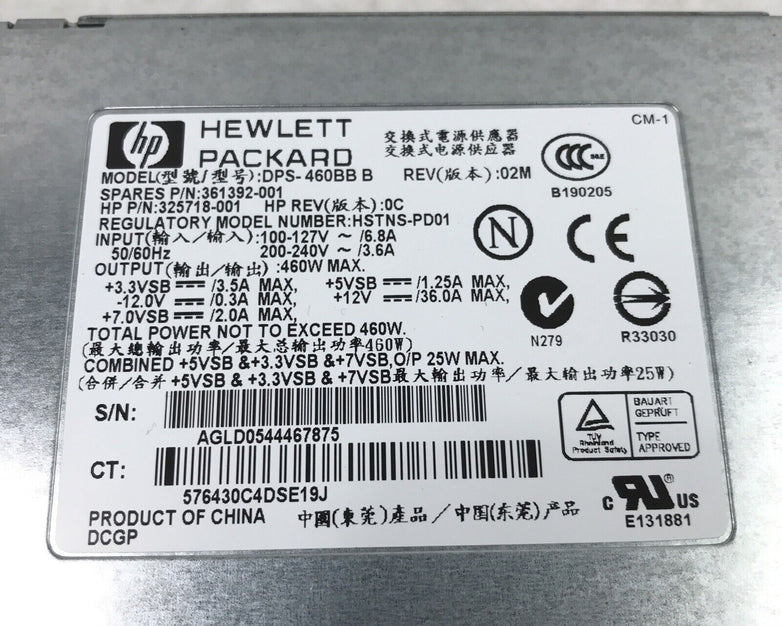 hp HEWLETT PACKARD
交換式電源供應器
交换式电源供应器
CM-1
MODEL(型號/型号):DPS-460BB B REV(版本):02M
SPARES P/N:361392-001
HP P/N:325718-001 HP REV(版本):0C
REGULATORY MODEL NUMBER:HSTNS-PD01
INPUT(輸入/输入):100-127V ~ /6.8A
50/60Hz 200-240V ~ /3.6A
OUTPUT(輸出/输出) :460W MAX.
+3.3VSB ⎓ /3.5A MAX, +5VSB ⎓ /1.25A MAX,
-12.0V ⎓ /0.3A MAX, +12V ⎓ /36.0A MAX,
+7.0VSB ⎓ /2.0A MAX,
TOTAL POWER NOT TO EXCEED 460W.
(最大總輸出功率/最大总输出功率460W)
COMBINED +5VSB &+3.3VSB &+7VSB,O/P 25W MAX.
(合併/合并 +5VSB & +3.3VSB & +7VSB最大輸出功率/最大输出功率25W)
CCC S&E
B190205
N
CE
N279
R33030
S/N:
AGLD0544467875
CT:
576430C4DSE19J
TÜV
Rheinland
Product Safety
BAUART
GEPRÜFT
TYPE
APPROVED
PRODUCT OF CHINA 中國(東莞)產品/中国(东莞)产品
DCGP
c RU® US
E131881